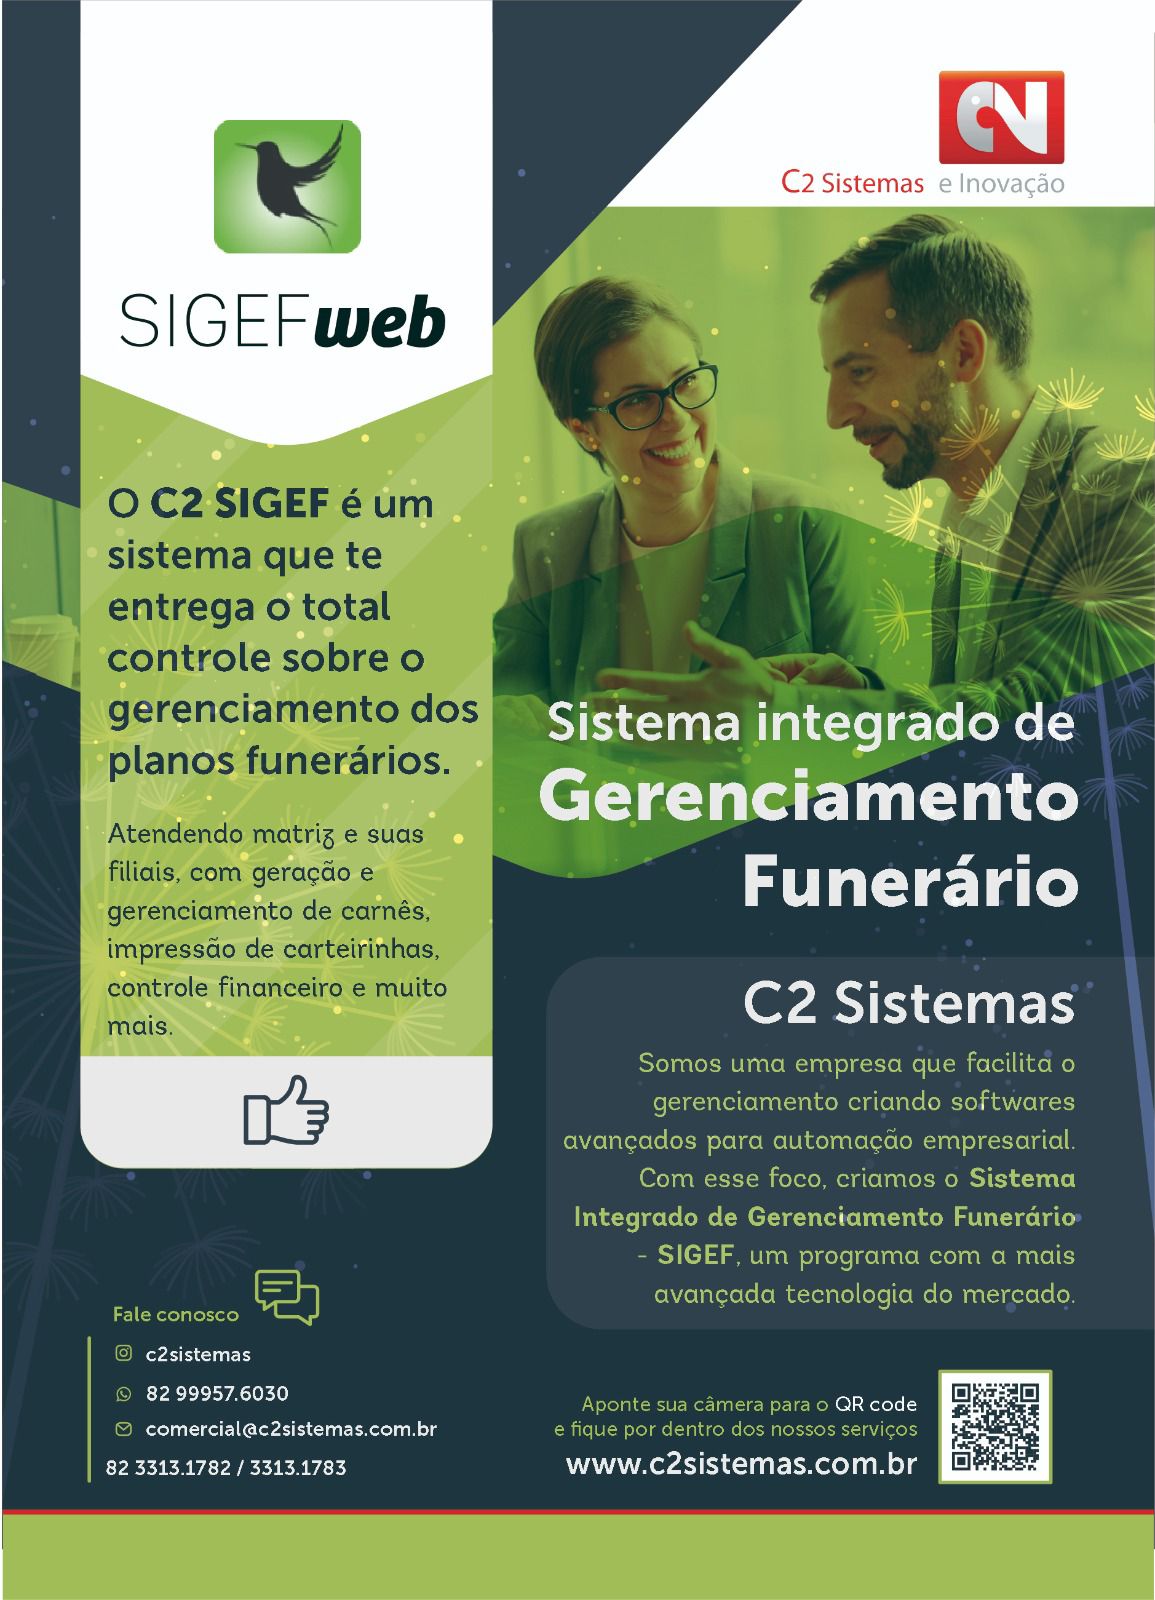 SIGEFweb
O C2 SIGEF é um
sistema que te
entrega o total
controle sobre o
gerenciamento dos
planos funerários.
Atendendo matriz e suas
filiais, com geração e
gerenciamento de carnês,
impressão de carteirinhas,
controle financeiro e muito
mais.
Fale conosco
c2sistemas
82 99957.6030
comercial@c2sistemas.com.br
82 3313.1782 / 3313.1783
C2 Sistemas e Inovação
Sistema integrado de
Gerenciamento
Funerário
C2 Sistemas
Somos uma empresa que facilita o
gerenciamento criando softwares
avançados para automação empresarial.
Com esse foco, criamos o Sistema
Integrado de Gerenciamento Funerário
- SIGEF, um programa com a mais
avançada tecnologia do mercado.
Aponte sua câmera para o QR code
e fique por dentro dos nossos serviços
www.c2sistemas.com.br